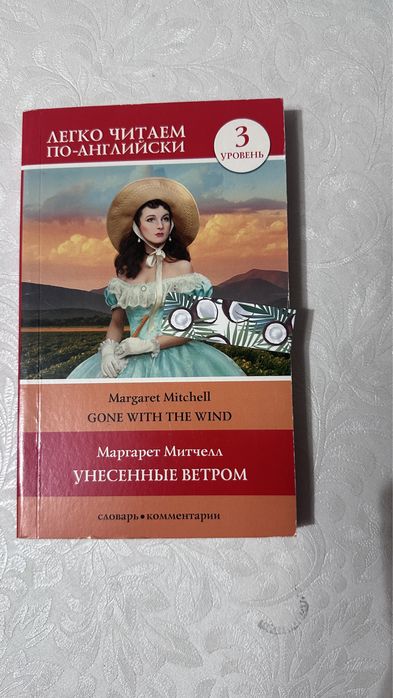 ЛЕГКО ЧИТАЕМ
ПО-АНГЛИЙСКИ
3
УРОВЕНЬ
Margaret Mitchell
GONE WITH THE WIND
Маргарет Митчелл
УНЕСЕННЫЕ ВЕТРОМ
словарь•комментарии